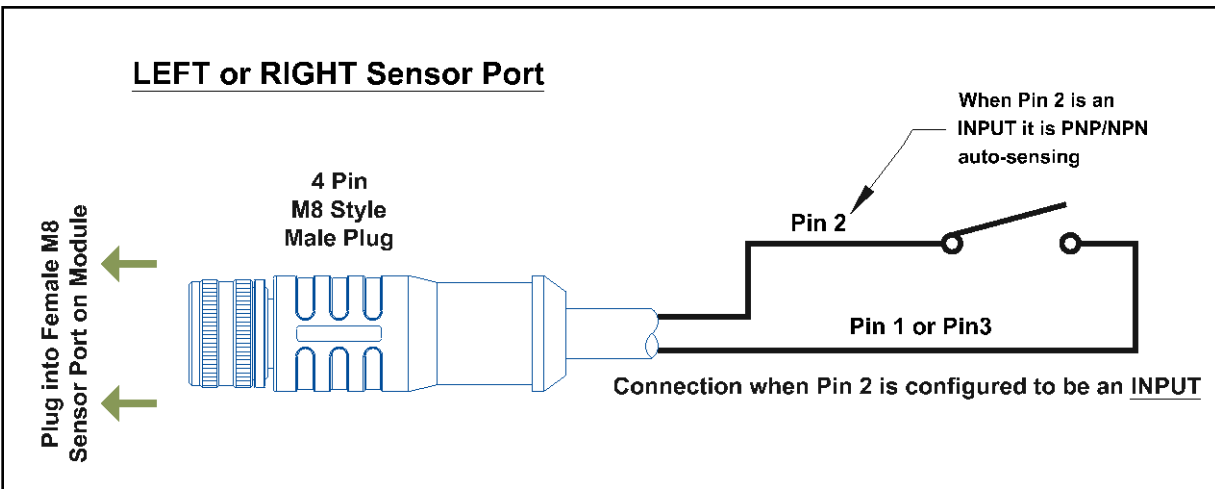 LEFT or RIGHT Sensor Port
When Pin 2 is an
INPUT it is PNP/NPN
auto-sensing
4 Pin
M8 Style
Male Plug
Pin 2
Plug into Female M8
Sensor Port on Module
Pin 1 or Pin3
Connection when Pin 2 is configured to be an INPUT